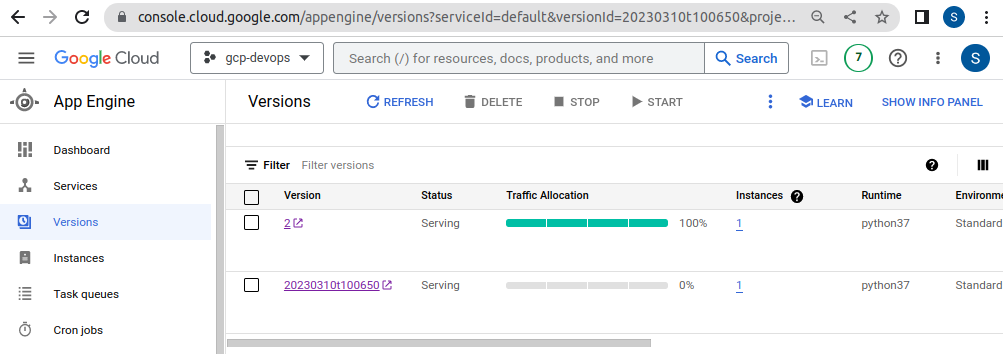 console.cloud.google.com/appengine/versions?serviceId=default&versionId=20230310t100650&proje...
S
Google Cloud
gcp-devops
Search (/) for resources, docs, products, and more
Search
7
S
App Engine
Versions
REFRESH
DELETE
STOP
START
LEARN
SHOW INFO PANEL
Dashboard
Services
Versions
Instances
Task queues
Cron jobs
Filter
Filter versions
Version Status Traffic Allocation Instances Runtime Environme
2 Serving 100% 1 python37 Standard
20230310t100650 Serving 0% 1 python37 Standard